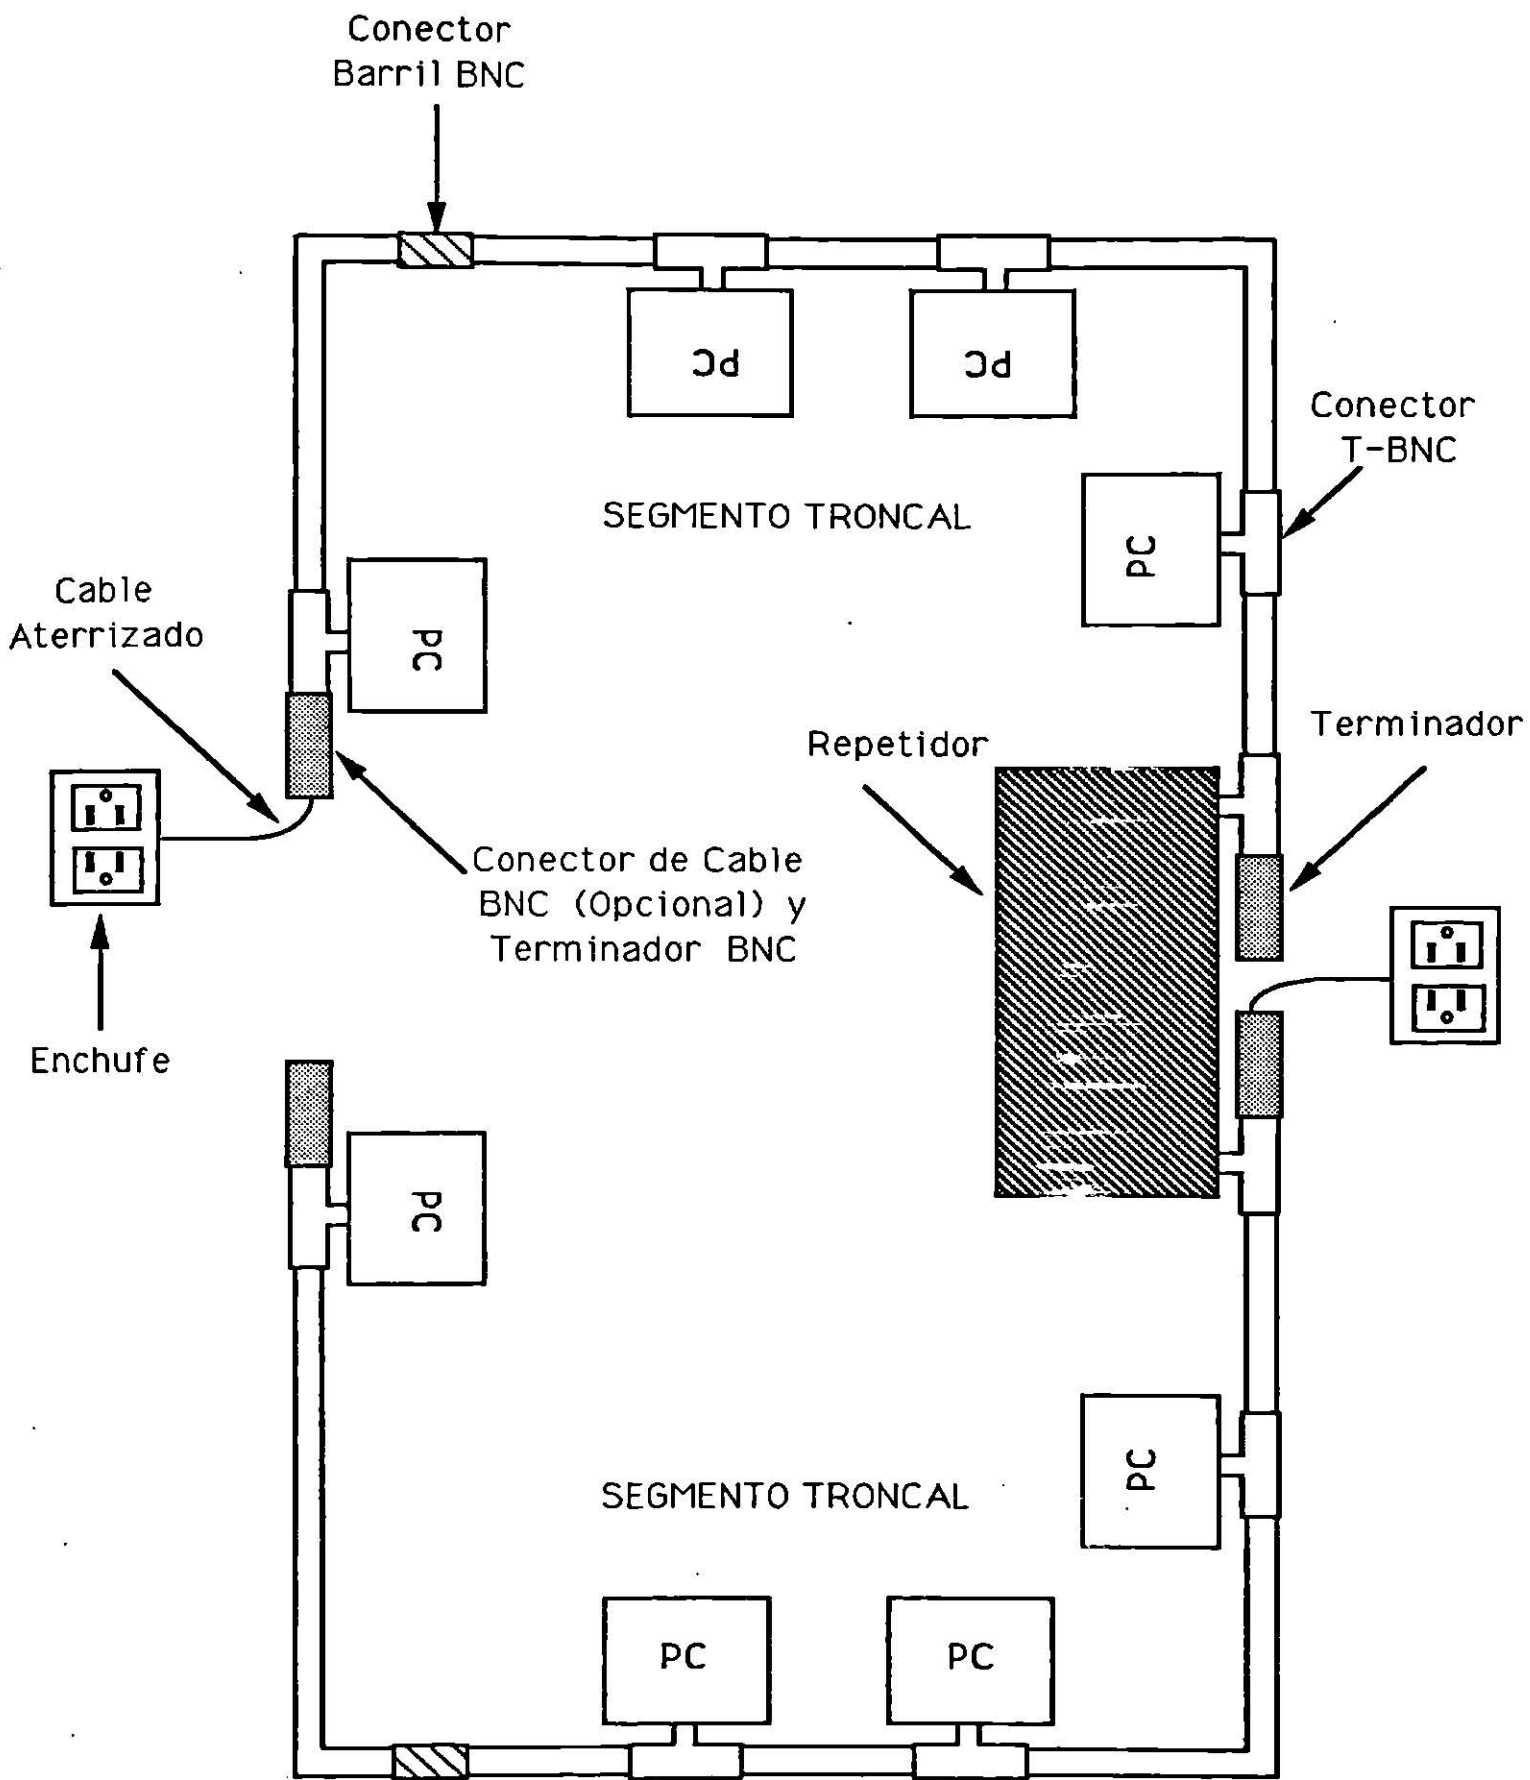 Conector
Barril BNC
PC
PC
Conector
T-BNC
PC
SEGMENTO TRONCAL
Cable
Aterrizado
PC
Repetidor
Terminador
Conector de Cable
BNC (Opcional) y
Terminador BNC
Enchufe
PC
PC
SEGMENTO TRONCAL
PC
PC